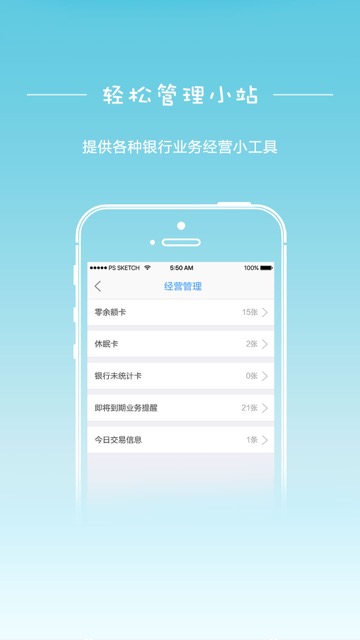 轻松管理小站
提供各种银行业务经营小工具
PS SKETCH 5:50 AM 100%
经营管理
零余额卡 15张
休眠卡 2张
银行未统计卡 0张
即将到期业务提醒 21张
今日交易信息 1条